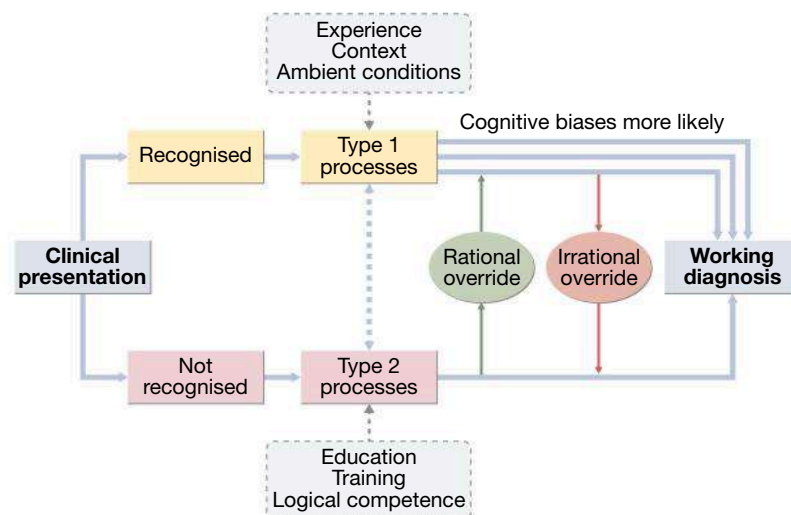 Experience
Context
Ambient conditions
Cognitive biases more likely
Recognised
Type 1
processes
Clinical
presentation
Rational
override
Irrational
override
Working
diagnosis
Not
recognised
Type 2
processes
Education
Training
Logical competence